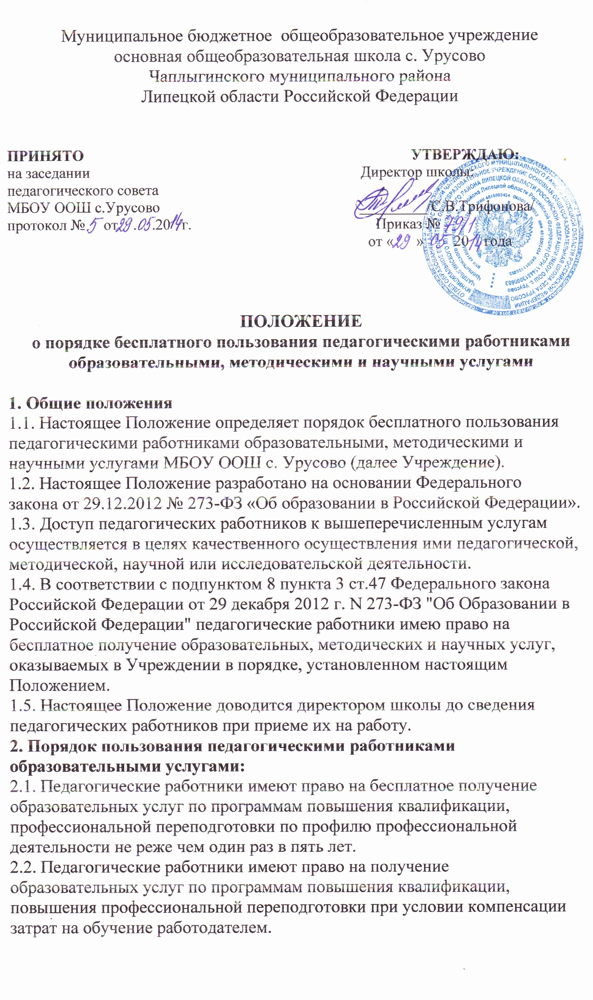 Муниципальное бюджетное общеобразовательное учреждение
основная общеобразовательная школа с. Урусово
Чаплыгинского муниципального района
Липецкой области Российской Федерации
ПРИНЯТО
на заседании
педагогического совета
МБОУ ООШ с.Урусово
протокол № 5 от 29.05.2014 г.
УТВЕРЖДАЮ:
Директор школы:
/С.В.Трифонова/
Приказ № 79/1
от «29» 05 2014 года
ПОЛОЖЕНИЕ
о порядке бесплатного пользования педагогическими работниками
образовательными, методическими и научными услугами
1. Общие положения
1.1. Настоящее Положение определяет порядок бесплатного пользования
педагогическими работниками образовательными, методическими и
научными услугами МБОУ ООШ с. Урусово (далее Учреждение).
1.2. Настоящее Положение разработано на основании Федерального
закона от 29.12.2012 № 273-ФЗ «Об образовании в Российской Федерации».
1.3. Доступ педагогических работников к вышеперечисленным услугам
осуществляется в целях качественного осуществления ими педагогической,
методической, научной или исследовательской деятельности.
1.4. В соответствии с подпунктом 8 пункта 3 ст.47 Федерального закона
Российской Федерации от 29 декабря 2012 г. N 273-ФЗ "Об Образовании в
Российской Федерации" педагогические работники имею право на
бесплатное получение образовательных, методических и научных услуг,
оказываемых в Учреждении в порядке, установленном настоящим
Положением.
1.5. Настоящее Положение доводится директором школы до сведения
педагогических работников при приеме их на работу.
2. Порядок пользования педагогическими работниками
образовательными услугами:
2.1. Педагогические работники имеют право на бесплатное получение
образовательных услуг по программам повышения квалификации,
профессиональной переподготовки по профилю профессиональной
деятельности не реже чем один раз в пять лет.
2.2. Педагогические работники имеют право на получение
образовательных услуг по программам повышения квалификации,
повышения профессиональной переподготовки при условии компенсации
затрат на обучение работодателем.